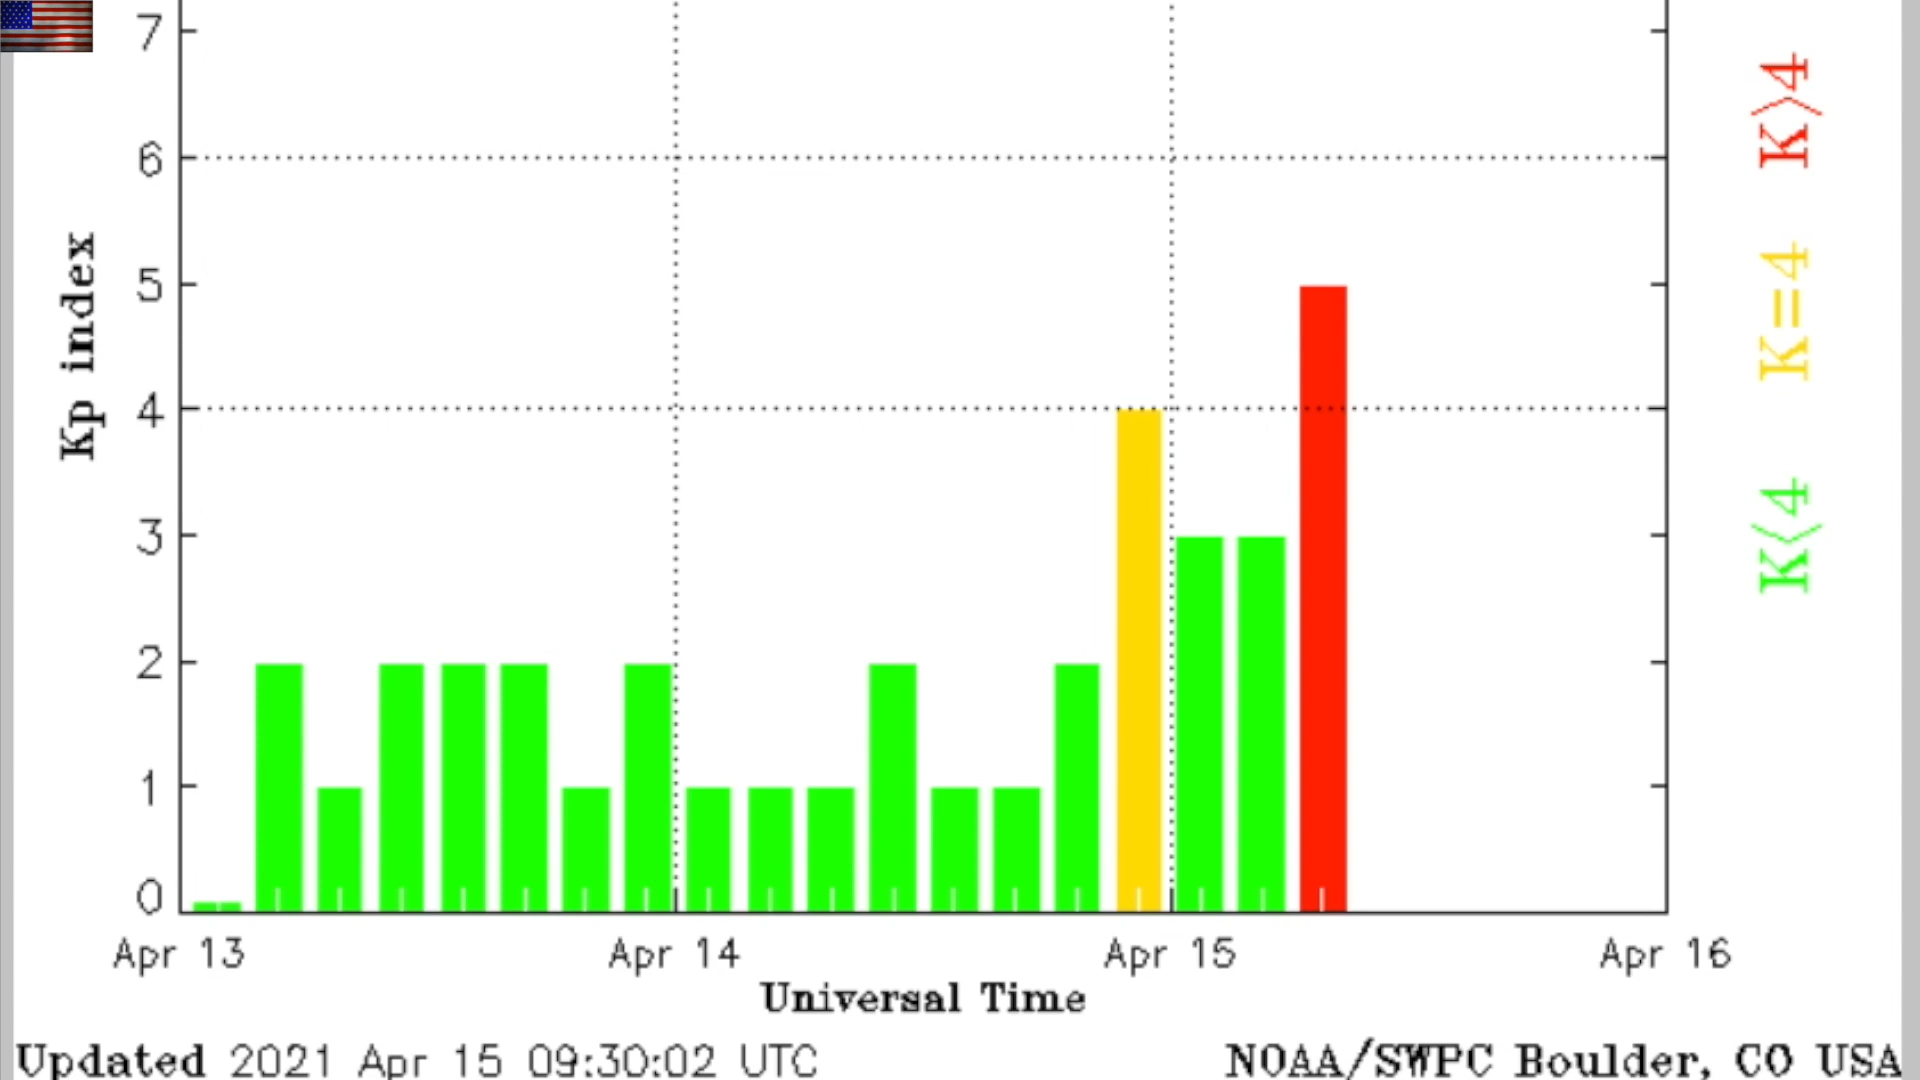 7
6
5
4
3
2
1
0
Kp index
K>4
K=4
K<4
Apr 13
Apr 14
Apr 15
Apr 16
Universal Time
Updated 2021 Apr 15 09:30:02 UTC
NOAA/SWPC Boulder, CO USA